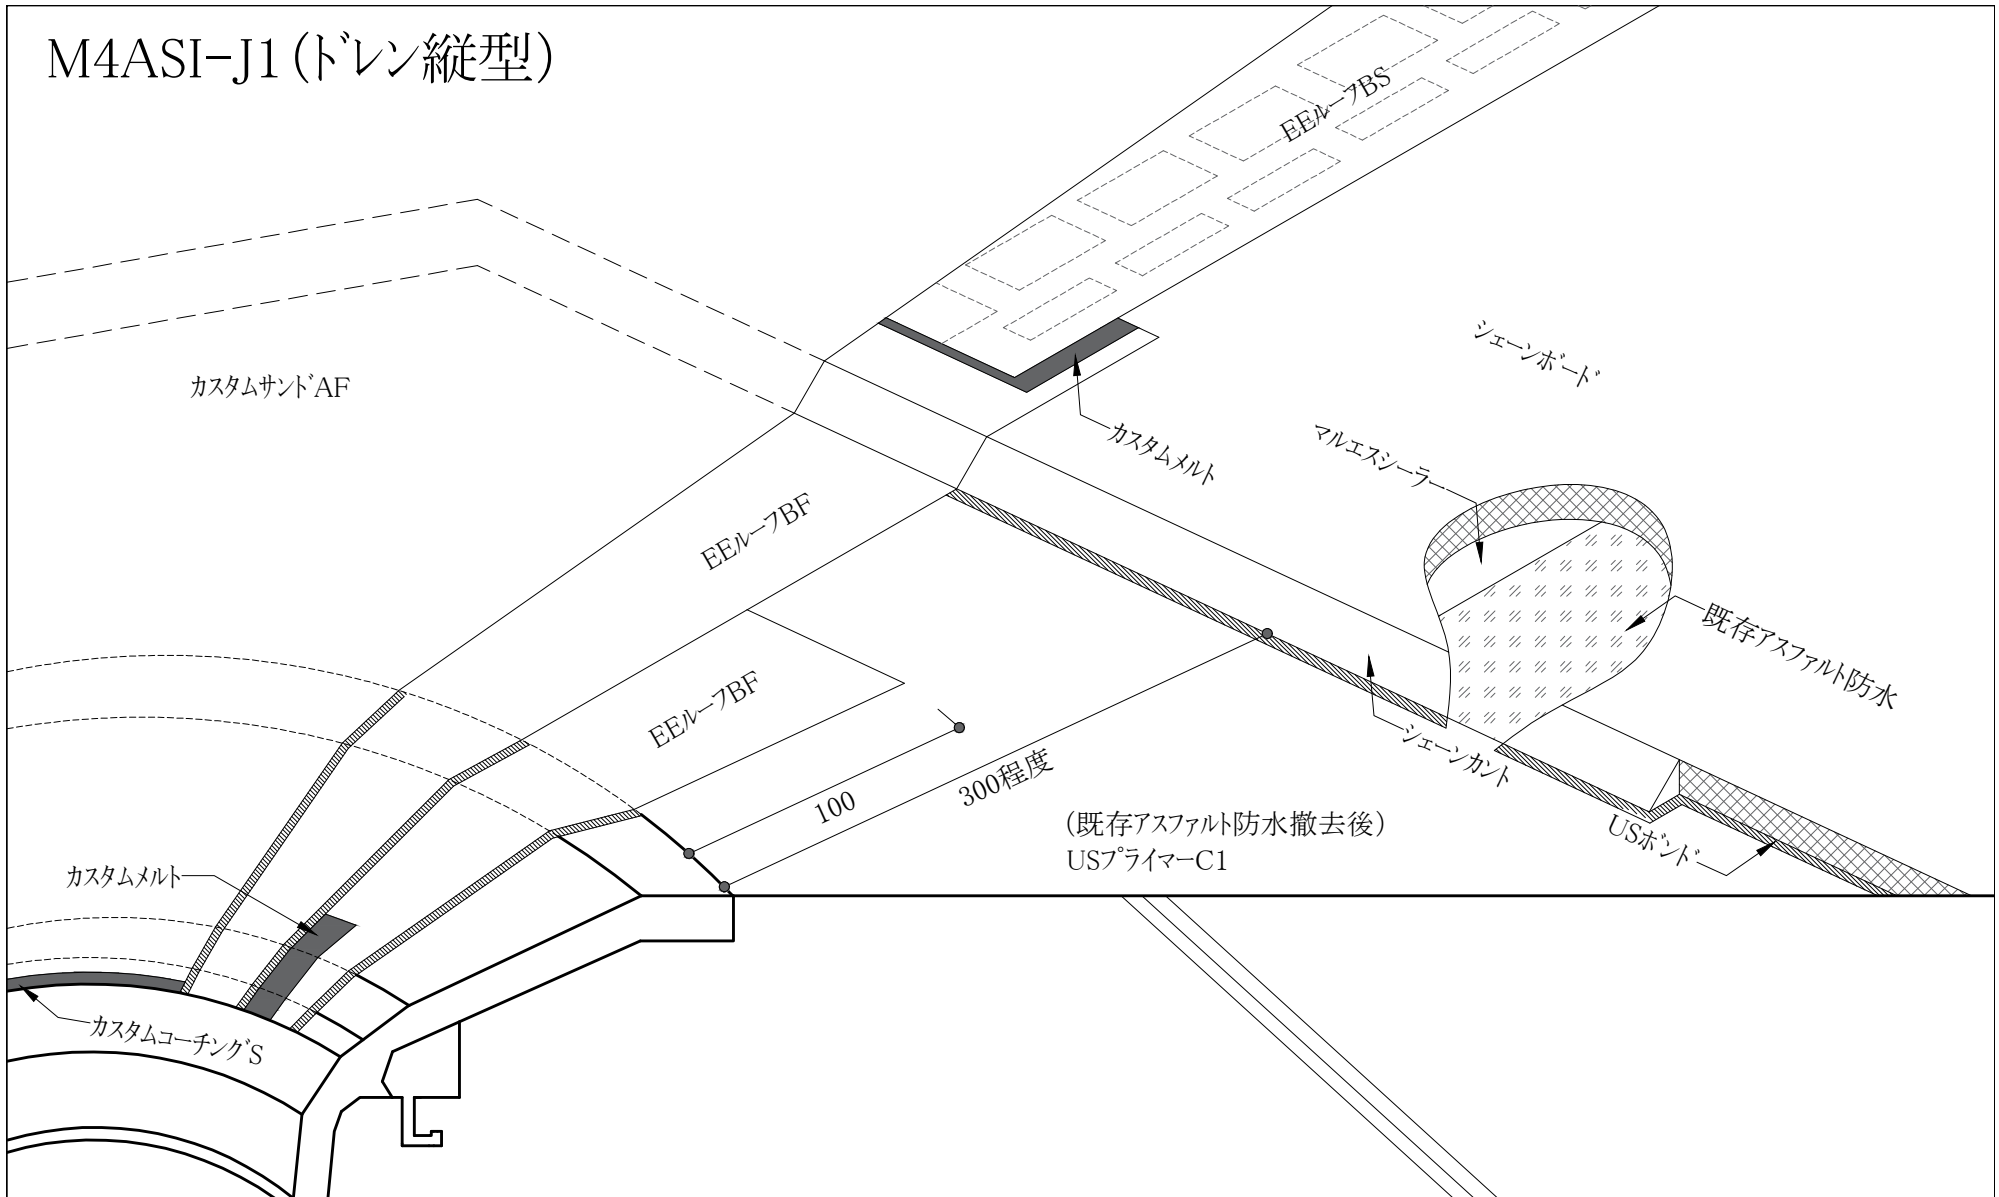 M4ASI-J1(ドレン縦型)
EEルーフBS
カスタムサンドAF
シェーンボード
マルエスシーラー
カスタムメルト
EEルーフBF
既存アスファルト防水
EEルーフBF
シェーンカント
300程度
100
(既存アスファルト防水撤去後)
USプライマーC1
USボンド
カスタムメルト
カスタムコーチングS